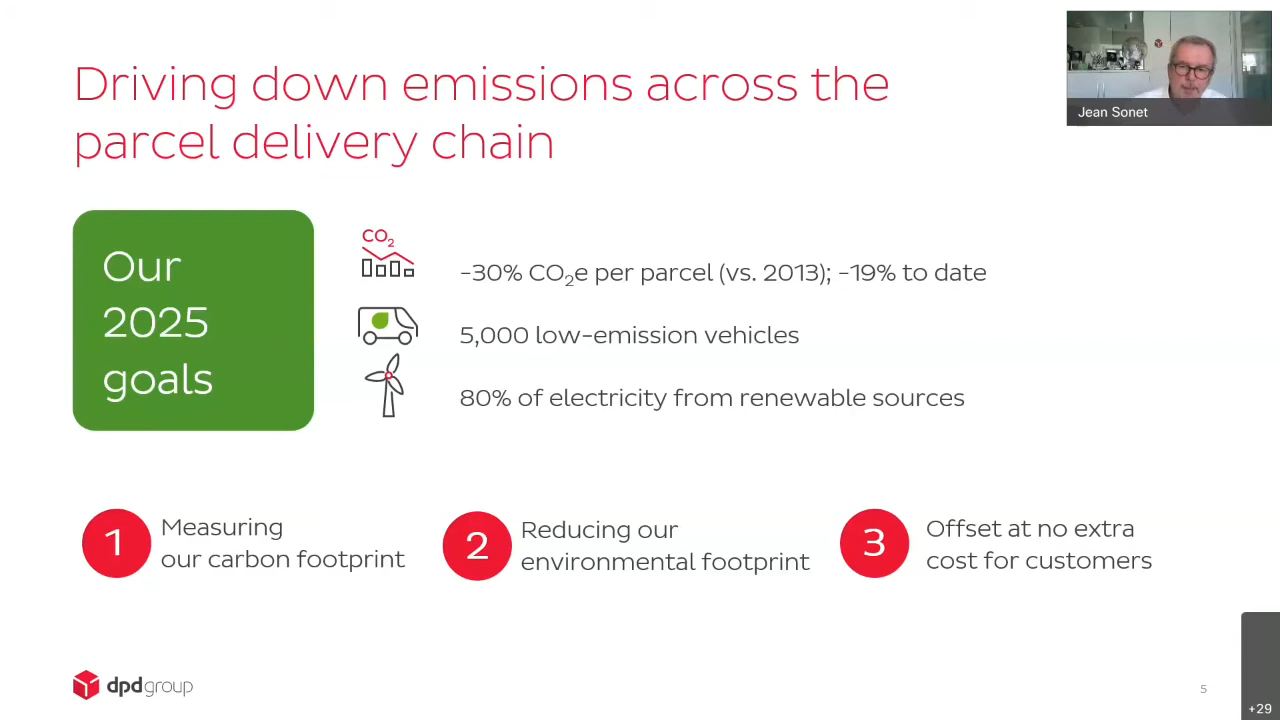 Driving down emissions across the
parcel delivery chain
Jean Sonet
Our
2025
goals
CO₂
-30% CO₂e per parcel (vs. 2013); -19% to date
5,000 low-emission vehicles
80% of electricity from renewable sources
1
Measuring
our carbon footprint
2
Reducing our
environmental footprint
3
Offset at no extra
cost for customers
dpdgroup
5
+29